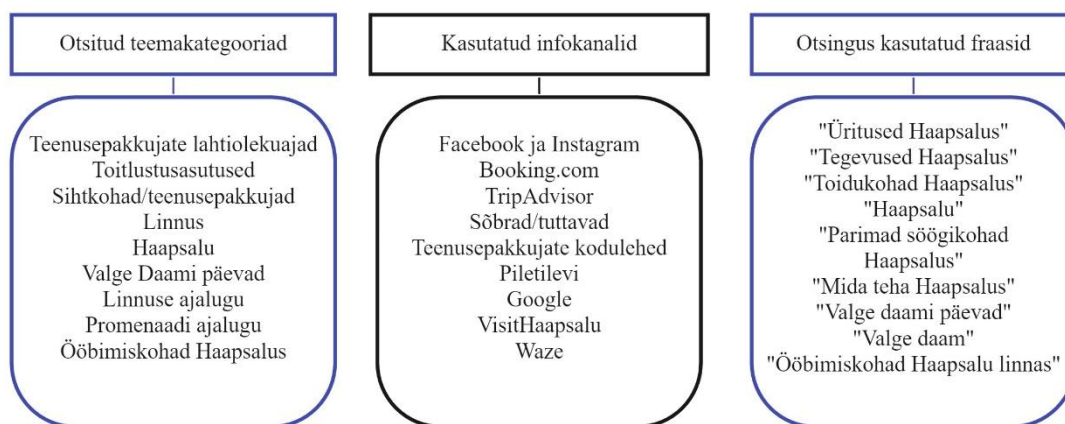 Otsitud teemakategooriad
Teenusepakkujate lahtiolekuajad
Toitlustusasutused
Sihtkohad/teenusepakkujad
Linnus
Haapsalu
Valge Daami päevad
Linnuse ajalugu
Promenaadi ajalugu
Ööbimiskohad Haapsalus
Kasutatud infokanalid
Facebook ja Instagram
Booking.com
TripAdvisor
Sõbrad/tuttavad
Teenusepakkujate kodulehed
Piletilevi
Google
VisitHaapsalu
Waze
Otsingus kasutatud fraasid
"Üritused Haapsalus"
"Tegevused Haapsalus"
"Toidukohad Haapsalus"
"Haapsalu"
"Parimad söögikohad
Haapsalus"
"Mida teha Haapsalus"
"Valge daami päevad"
"Valge daam"
"Ööbimiskohad Haapsalu linnas"